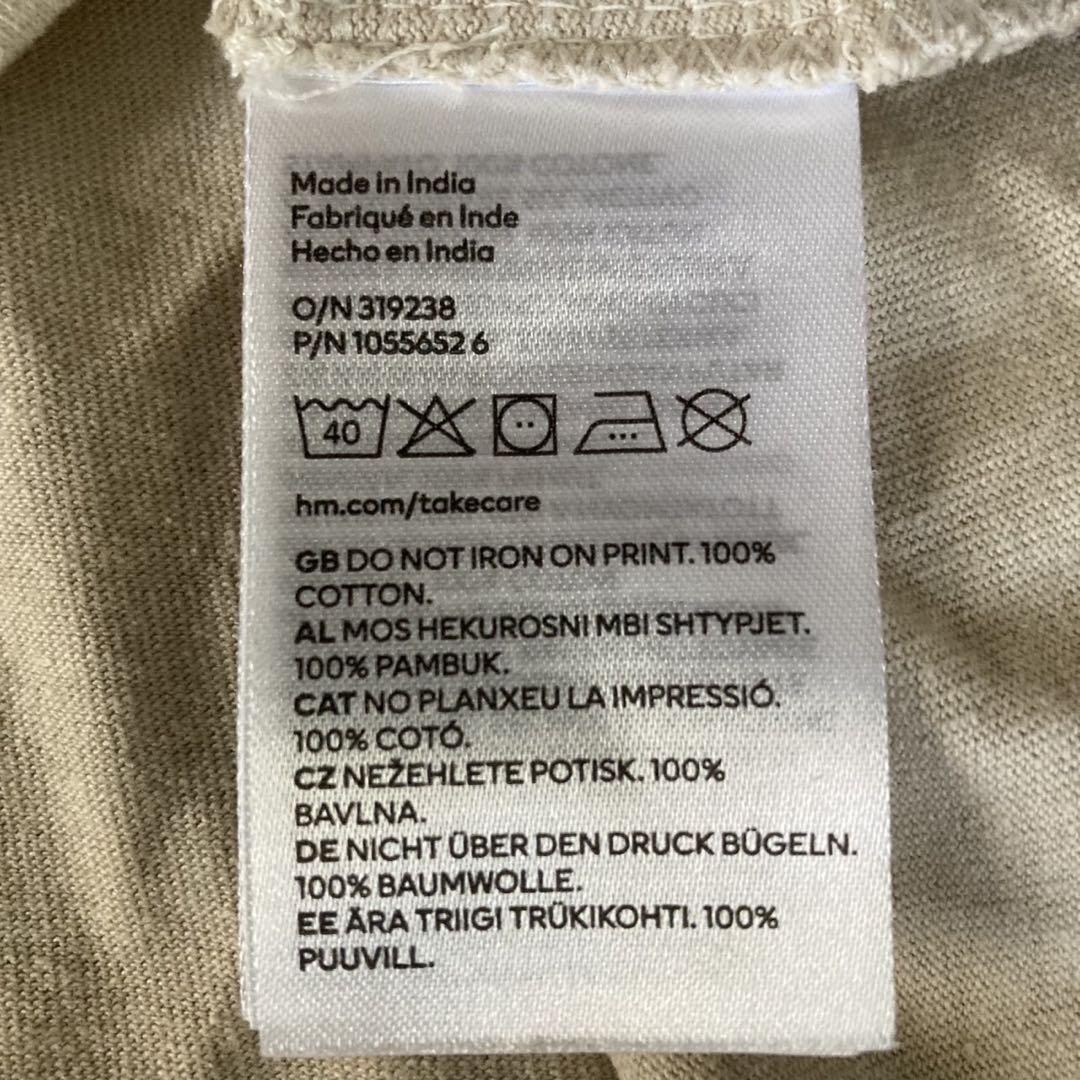 Made in India
Fabriqué en Inde
Hecho en India
O/N 319238
P/N 1055652 6
40
hm.com/takecare
GB DO NOT IRON ON PRINT. 100%
COTTON.
AL MOS HEKUROSNI MBI SHTYPJET.
100% PAMBUK.
CAT NO PLANXEU LA IMPRESSIÓ.
100% COTÓ.
CZ NEŽEHLETE POTISK. 100%
BAVLNA.
DE NICHT ÜBER DEN DRUCK BÜGELN.
100% BAUMWOLLE.
EE ÄRA TRIIGI TRÜKIKOHTI. 100%
PUUVILL.